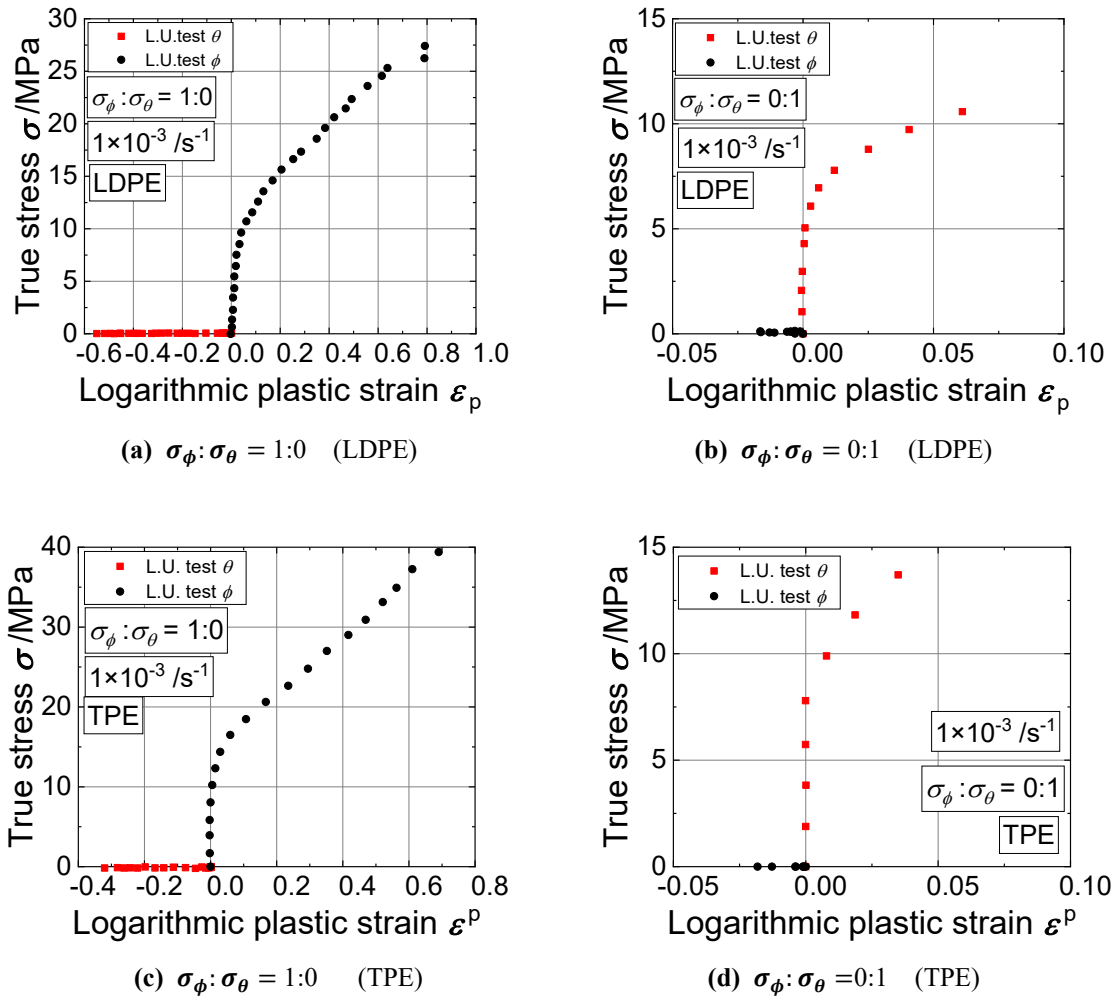 30
25
20
15
10
5
0
True stress σ /MPa
L.U.test θ
L.U.test ϕ
σϕ : σθ = 1:0
1×10⁻³ /s⁻¹
LDPE
-0.6 -0.4 -0.2 0.0 0.2 0.4 0.6 0.8 1.0
Logarithmic plastic strain εp
(a) σϕ: σθ = 1:0 (LDPE)
15
10
5
0
True stress σ /MPa
L.U.test θ
L.U.test ϕ
σϕ : σθ = 0:1
1×10⁻³ /s⁻¹
LDPE
-0.05 0.00 0.05 0.10
Logarithmic plastic strain εp
(b) σϕ: σθ = 0:1 (LDPE)
40
30
20
10
0
True stress σ /MPa
L.U. test θ
L.U. test ϕ
σϕ : σθ = 1:0
1×10⁻³ /s⁻¹
TPE
-0.4 -0.2 0.0 0.2 0.4 0.6 0.8
Logarithmic plastic strain εᵖ
(c) σϕ: σθ = 1:0 (TPE)
15
10
5
0
True stress σ /MPa
L.U. test θ
L.U. test ϕ
1×10⁻³ /s⁻¹
σϕ : σθ = 0:1
TPE
-0.05 0.00 0.05 0.10
Logarithmic plastic strain εᵖ
(d) σϕ: σθ =0:1 (TPE)